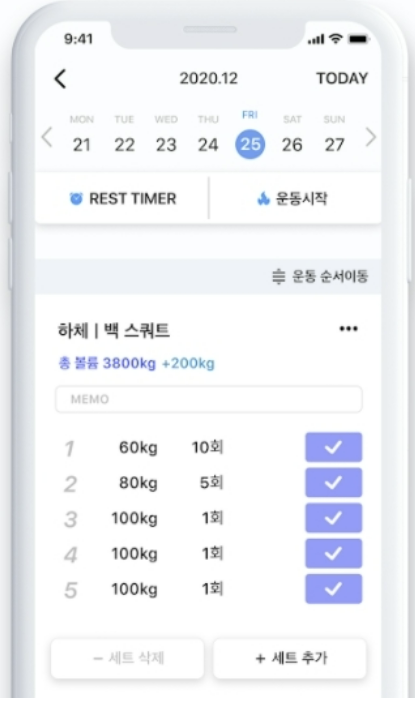 9:41
2020.12 TODAY
MON TUE WED THU FRI SAT SUN
21 22 23 24 25 26 27
REST TIMER 운동시작
운동 순서이동
하체 | 백 스쿼트
총 볼륨 3800kg +200kg
MEMO
1 60kg 10회
2 80kg 5회
3 100kg 1회
4 100kg 1회
5 100kg 1회
- 세트 삭제 + 세트 추가